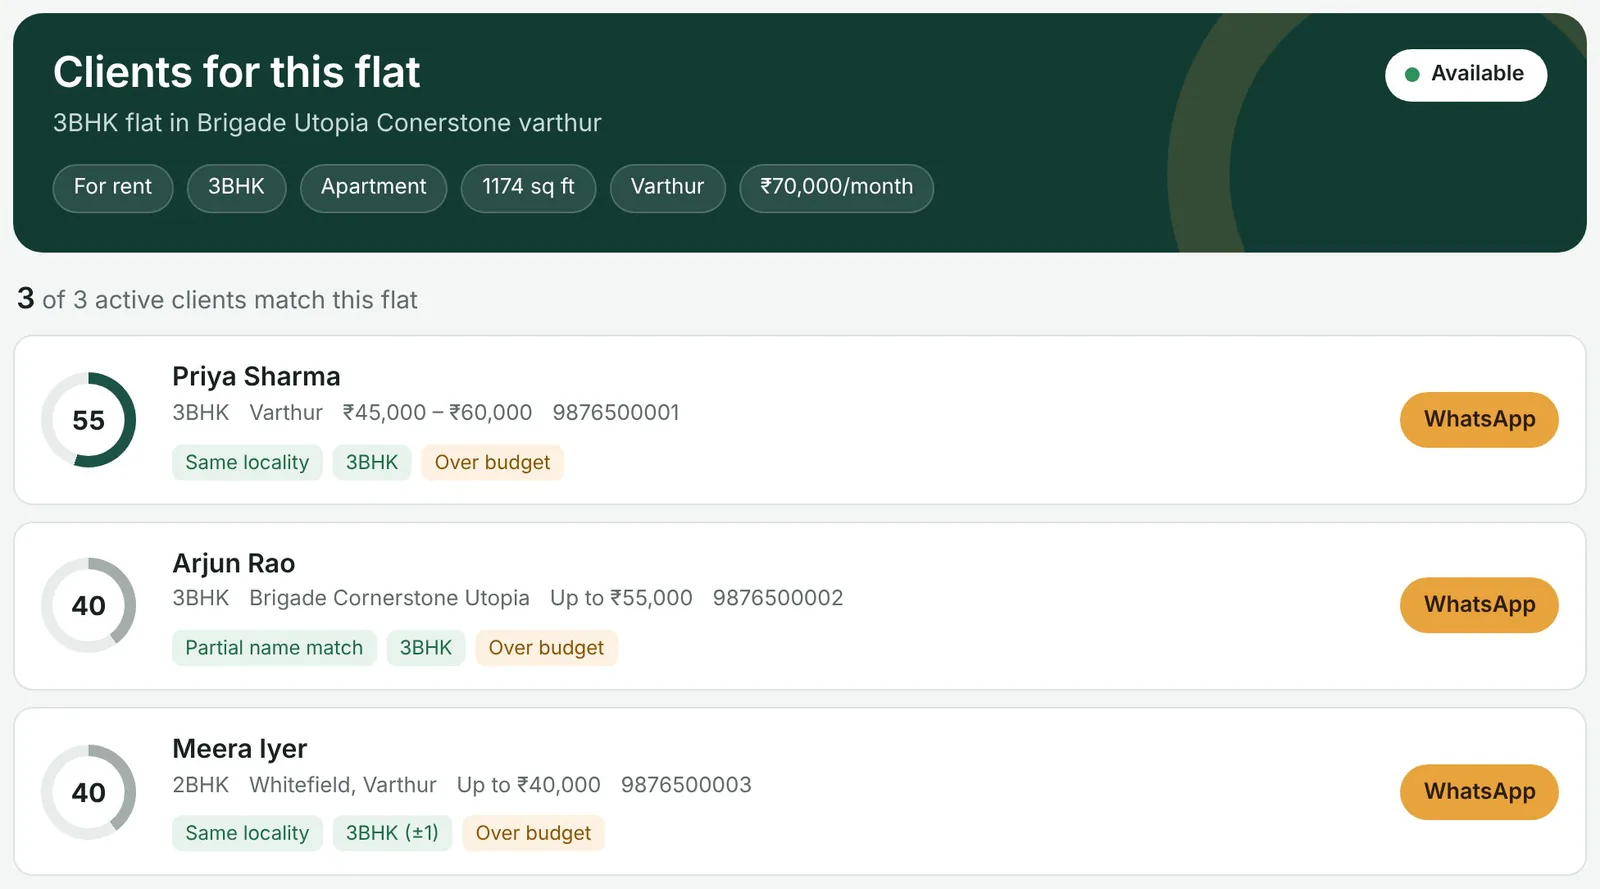 Clients for this flat
Available
3BHK flat in Brigade Utopia Conerstone varthur
For rent 3BHK Apartment 1174 sq ft Varthur ₹70,000/month
3 of 3 active clients match this flat
Priya Sharma
55
3BHK Varthur ₹45,000 – ₹60,000 9876500001
WhatsApp
Same locality 3BHK Over budget
Arjun Rao
40
3BHK Brigade Cornerstone Utopia Up to ₹55,000 9876500002
WhatsApp
Partial name match 3BHK Over budget
Meera Iyer
40
2BHK Whitefield, Varthur Up to ₹40,000 9876500003
WhatsApp
Same locality 3BHK (±1) Over budget